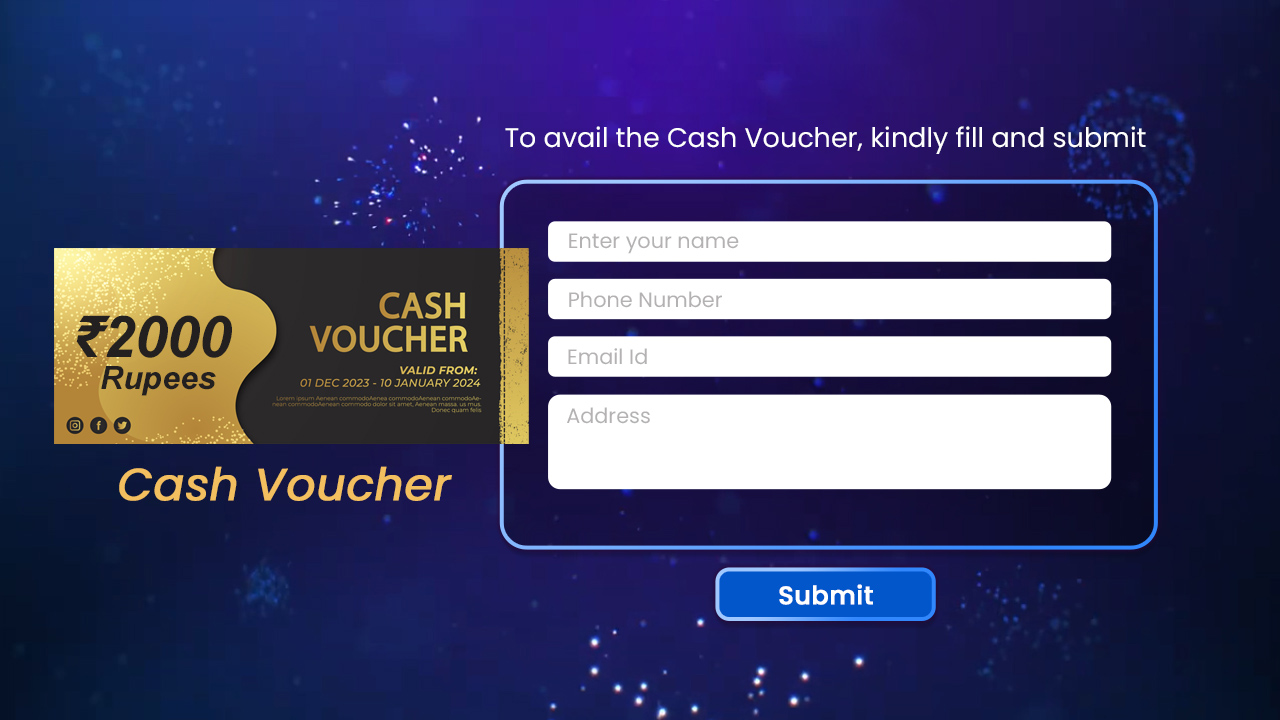 To avail the Cash Voucher, kindly fill and submit
Enter your name
Phone Number
Email Id
Address
Submit
₹2000
Rupees
CASH
VOUCHER
VALID FROM:
01 DEC 2023 - 10 JANUARY 2024
Lorem ipsum Aenean commodoAenea commodoAenean commodoAe-
nean commodoAenean commodo dolor sit amet, Aenean massa. us mus.
Donec quam felis
Cash Voucher